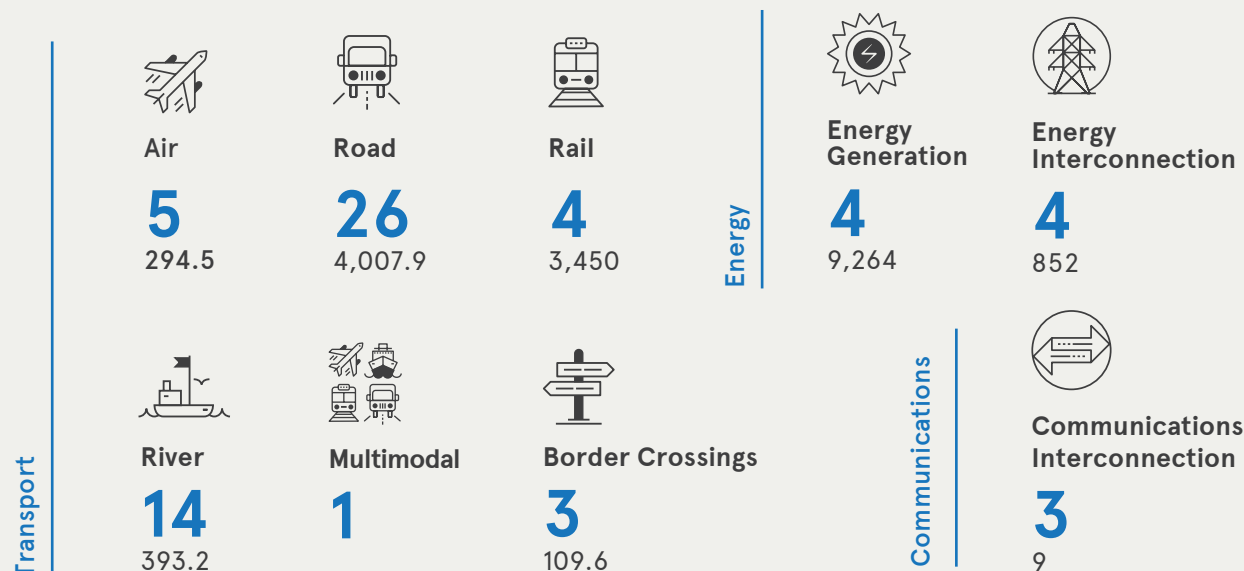 Transport
Air
5
294.5
Road
26
4,007.9
Rail
4
3,450
River
14
393.2
Multimodal
1
Border Crossings
3
109.6
Energy
Energy
Generation
4
9,264
Energy
Interconnection
4
852
Communications
Communications
Interconnection
3
9